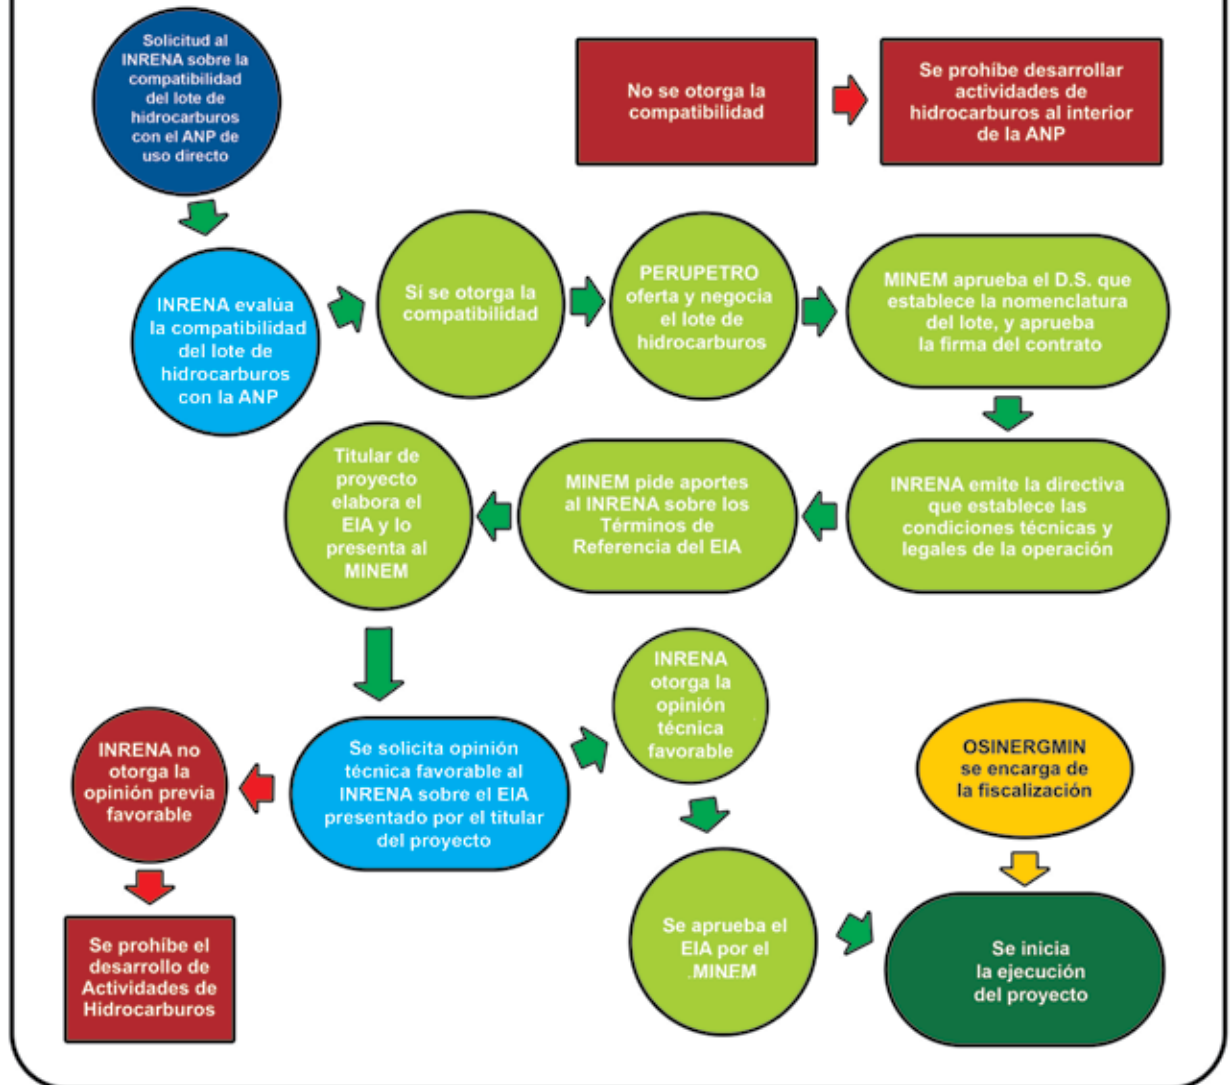 Solicitud al
INRENA sobre la
compatibilidad
del lote de
hidrocarburos
con el ANP de
uso directo
No se otorga la
compatibilidad
Se prohíbe desarrollar
actividades de
hidrocarburos al interior
de la ANP
INRENA evalúa
la compatibilidad
del lote de
hidrocarburos
con la ANP
Sí se otorga la
compatibilidad
PERUPETRO
oferta y negocia
el lote de
hidrocarburos
MINEM aprueba el D.S. que
establece la nomenclatura
del lote, y aprueba
la firma del contrato
INRENA emite la directiva
que establece las
condiciones técnicas y
legales de la operación
MINEM pide aportes
al INRENA sobre los
Términos de
Referencia del EIA
Titular de
proyecto
elabora el
EIA y lo
presenta al
MINEM
Se solicita opinión
técnica favorable al
INRENA sobre el EIA
presentado por el titular
del proyecto
INRENA no
otorga la
opinión previa
favorable
Se prohíbe el
desarrollo de
Actividades de
Hidrocarburos
INRENA
otorga la
opinión
técnica
favorable
Se aprueba el
EIA por el
.MINEM
OSINERGMIN
se encarga de
la fiscalización
Se inicia
la ejecución
del proyecto